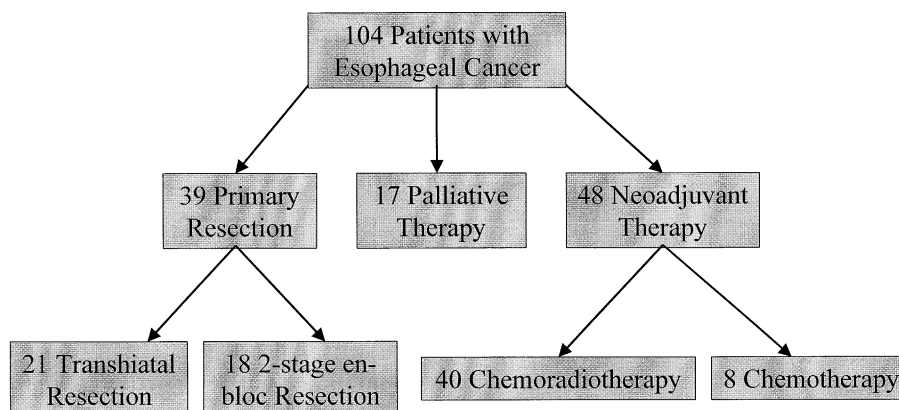 104 Patients with
Esophageal Cancer
39 Primary
Resection
17 Palliative
Therapy
48 Neoadjuvant
Therapy
21 Transhiatal
Resection
18 2-stage en-
bloc Resection
40 Chemoradiotherapy
8 Chemotherapy